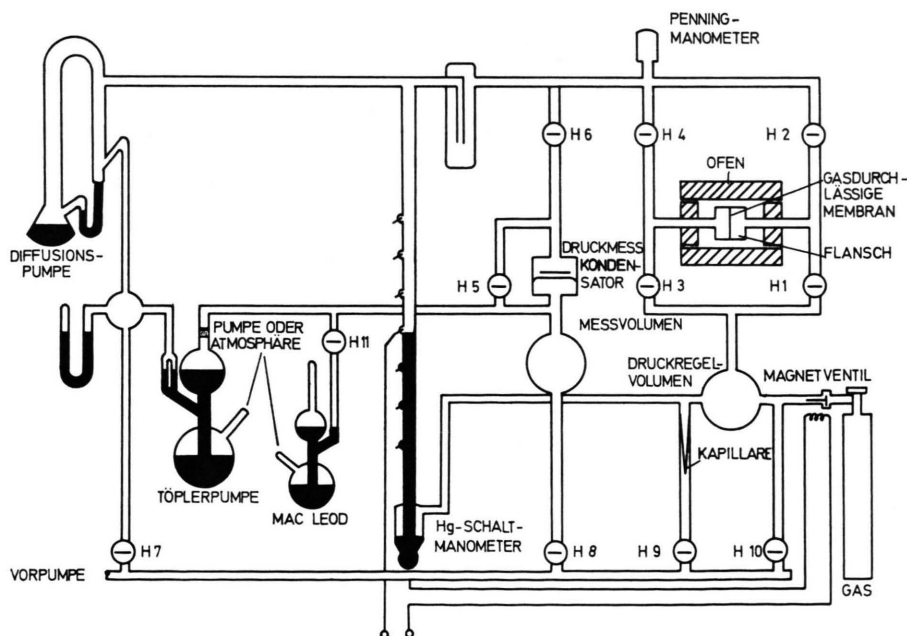 PENNING-
MANOMETER
H 6
H 4
H 2
OFEN
GASDURCH-
LÄSSIGE
MEMBRAN
FLANSCH
DIFFUSIONS-
PUMPE
DRUCKMESS
KONDEN-
SATOR
H 5
H 3
H 1
PUMPE ODER
ATMOSPHÄRE
H 11
MESSVOLUMEN
DRUCKREGEL-
VOLUMEN
MAGNETVENTIL
KAPILLARE
TÖPLERPUMPE
MAC LEOD
Hg-SCHALT-
MANOMETER
H 7
H 8
H 9
H 10
VORPUMPE
GAS